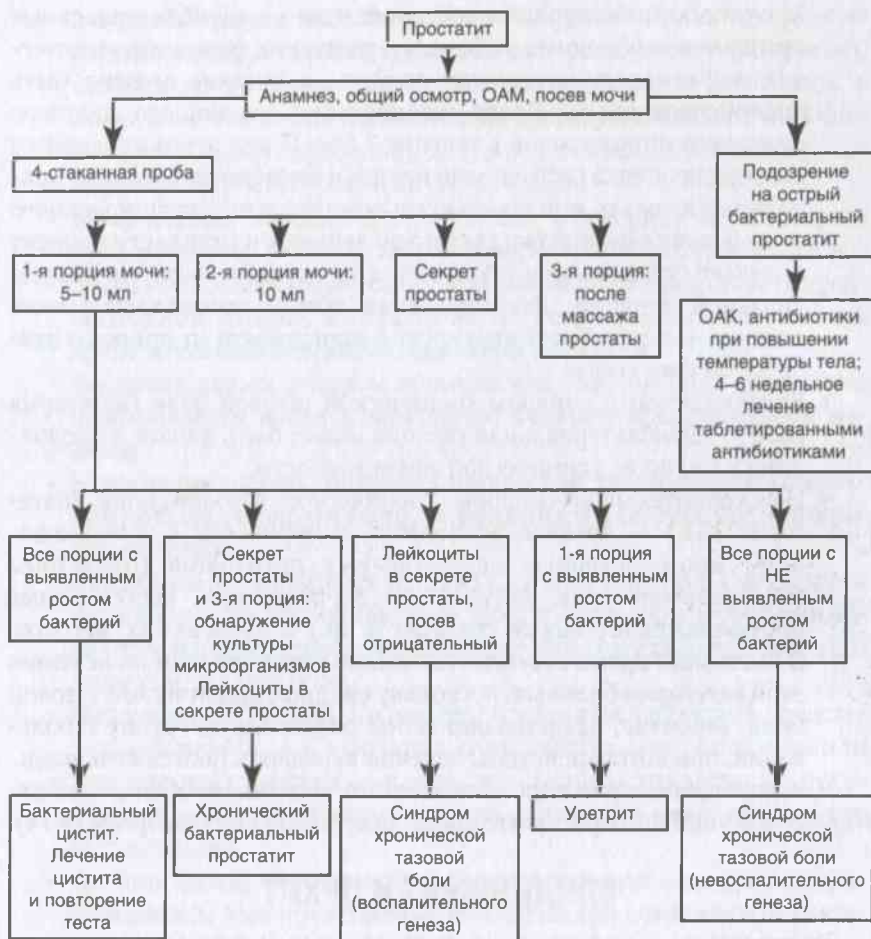 Простатит
Анамнез, общий осмотр, ОАМ, посев мочи
4-стаканная проба
Подозрение
на острый
бактериальный
простатит
1-я порция мочи:
5–10 мл
2-я порция мочи:
10 мл
Секрет
простаты
3-я порция:
после
массажа
простаты
ОАК, антибиотики
при повышении
температуры тела;
4–6 недельное
лечение
таблетированными
антибиотиками
Все порции с
выявленным
ростом
бактерий
Секрет
простаты
и 3-я порция:
обнаружение
культуры
микроорганизмов
Лейкоциты в
секрете простаты
Лейкоциты
в секрете
простаты,
посев
отрицательный
1-я порция
с выявленным
ростом
бактерий
Все порции с НЕ
выявленным
ростом
бактерий
Бактериальный
цистит.
Лечение
цистита
и повторение
теста
Хронический
бактериальный
простатит
Синдром
хронической
тазовой
боли
(воспалительного
генеза)
Уретрит
Синдром
хронической
тазовой боли
(невоспалительного
генеза)